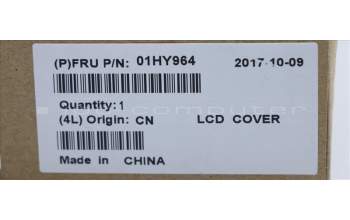 (P)FRU P/N: 01HY964 2017-10-09
Quantity:1
(4L) Origin: CN LCD COVER
Made in CHINA